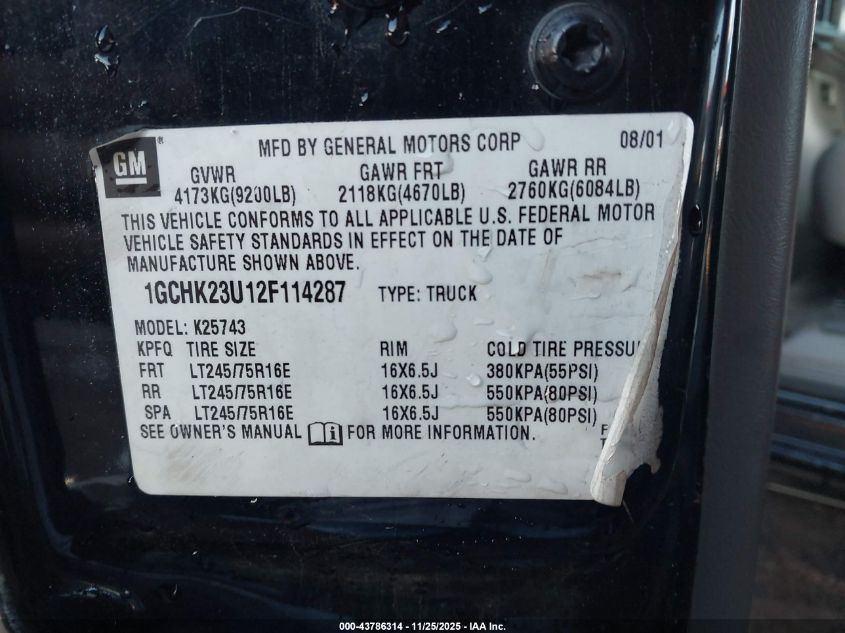 GM
MFD BY GENERAL MOTORS CORP 08/01
GVWR GAWR FRT GAWR RR
4173KG(9200LB) 2118KG(4670LB) 2760KG(6084LB)
THIS VEHICLE CONFORMS TO ALL APPLICABLE U.S. FEDERAL MOTOR
VEHICLE SAFETY STANDARDS IN EFFECT ON THE DATE OF
MANUFACTURE SHOWN ABOVE.
1GCHK23U12F114287 TYPE: TRUCK
MODEL: K25743
KPFQ TIRE SIZE RIM COLD TIRE
FRT LT245/75R16E 16X6.5J 380KPA(55PSI)
RR LT245/75R16E 16X6.5J 550KPA(80PSI)
SPA LT245/75R16E 16X6.5J 550KPA(80PSI)
SEE OWNER'S MANUAL FOR MORE INFORMATION.
000-43786314 - 11/25/2025 - IAA Inc.